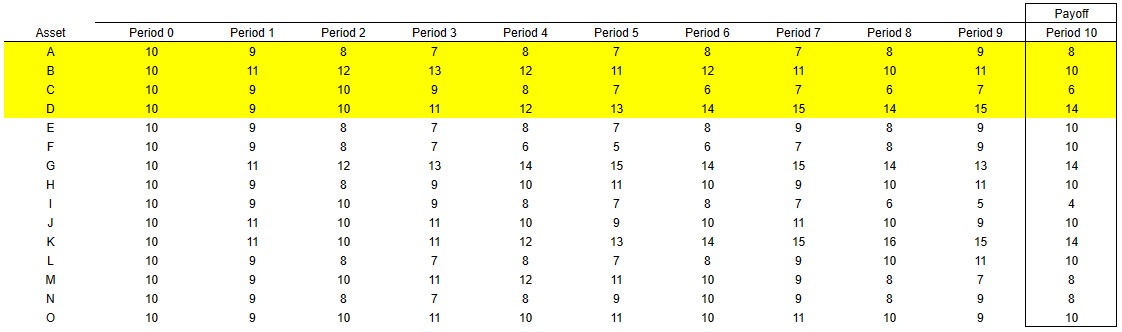 Payoff
Asset Period 0 Period 1 Period 2 Period 3 Period 4 Period 5 Period 6 Period 7 Period 8 Period 9 Period 10
A 10 9 8 7 8 7 8 7 8 9 8
B 10 11 12 13 12 11 12 11 10 11 10
C 10 9 10 9 8 7 6 7 6 7 6
D 10 9 10 11 12 13 14 15 14 15 14
E 10 9 8 7 8 7 8 9 8 9 10
F 10 9 8 7 6 5 6 7 8 9 10
G 10 11 12 13 14 15 14 15 14 13 14
H 10 9 8 9 10 11 10 9 10 11 10
I 10 9 10 9 8 7 8 7 6 5 4
J 10 11 10 11 10 9 10 11 10 9 10
K 10 11 10 11 12 13 14 15 16 15 14
L 10 9 8 7 8 7 8 9 10 11 10
M 10 9 10 11 12 11 10 9 8 7 8
N 10 9 8 7 8 9 10 9 8 9 8
O 10 9 10 11 10 11 10 11 10 9 10